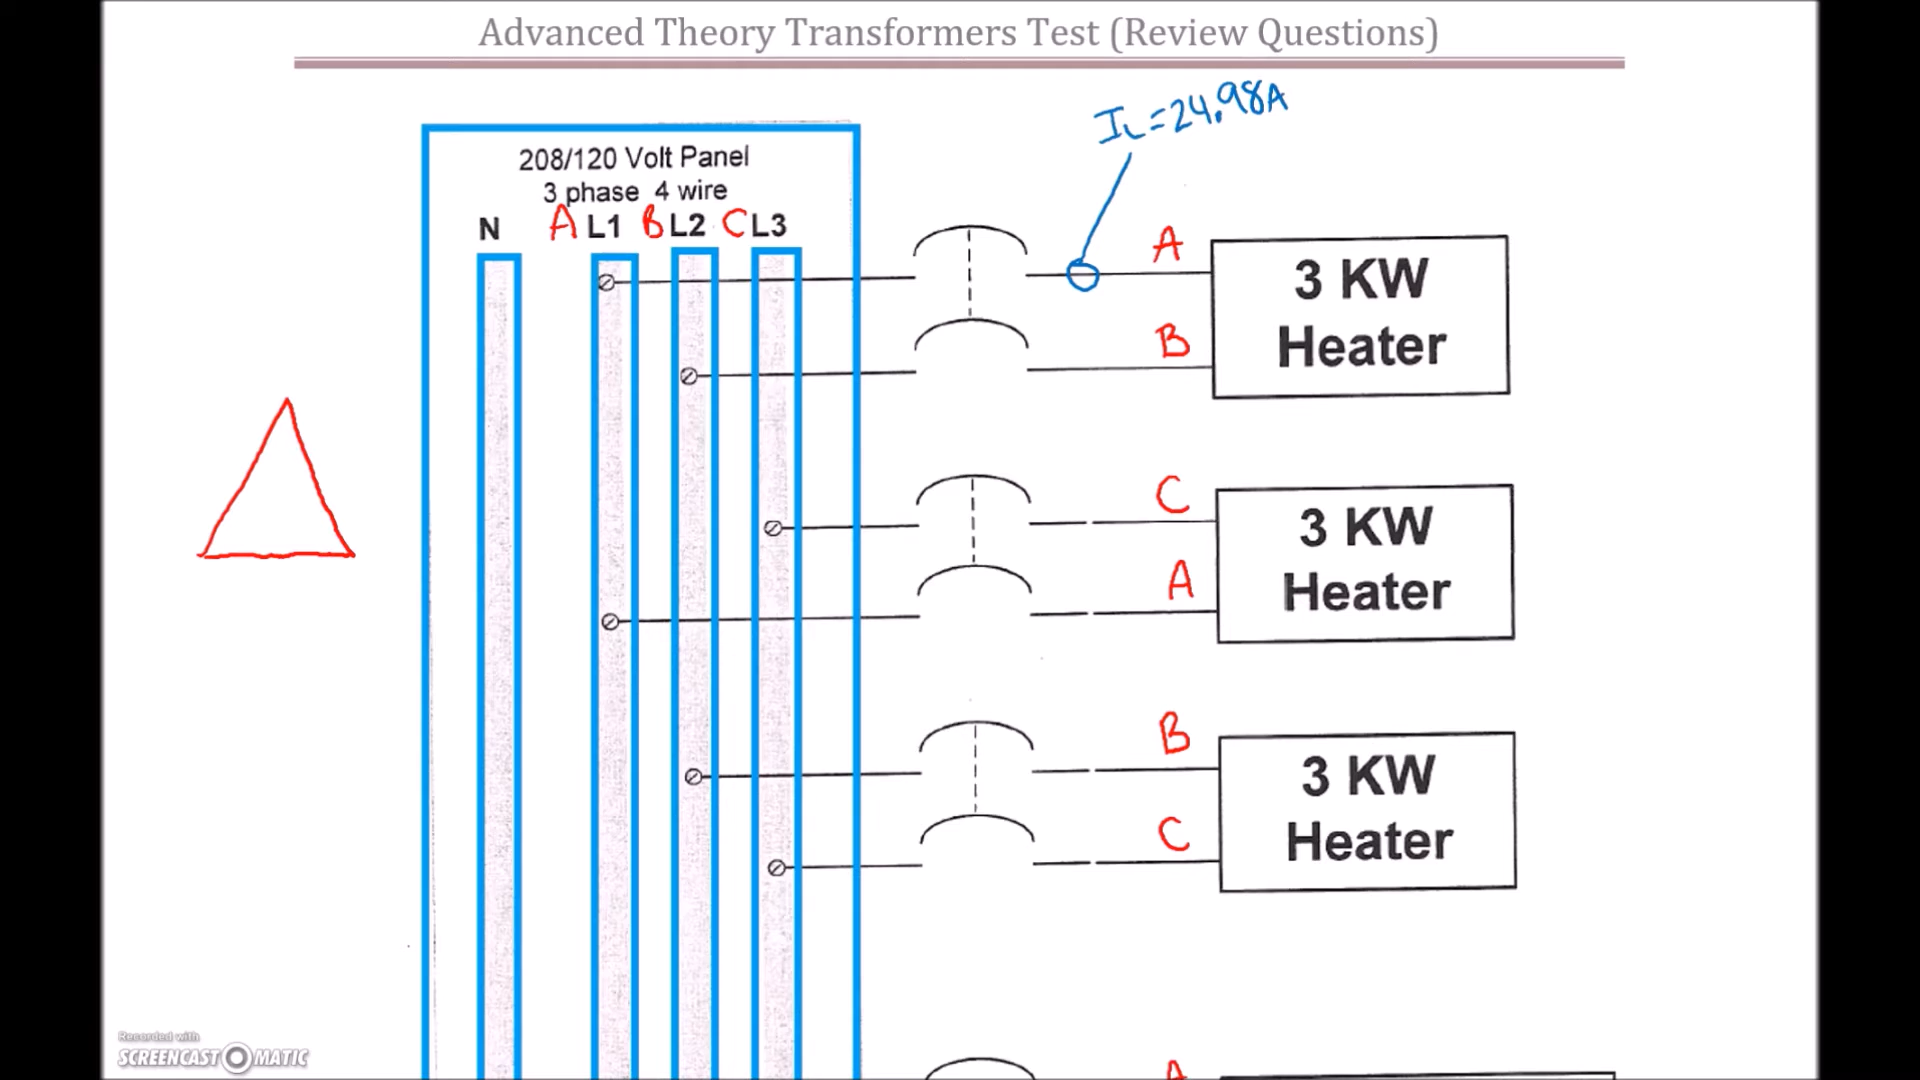 Advanced Theory Transformers Test (Review Questions)
I_L=24.98A
208/120 Volt Panel
3 phase 4 wire
N A L1 B L2 C L3
A
3 KW
Heater
B
C
3 KW
Heater
A
B
3 KW
Heater
C
A
Recorded with
SCREENCAST MATIC